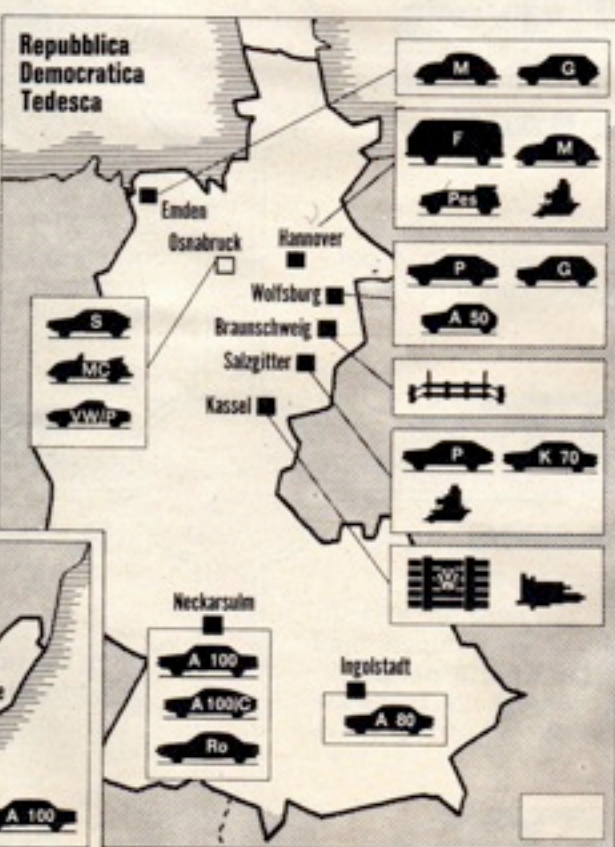 Repubblica
Democratica
Tedesca
M
G
F
M
Pes
Emden
Osnabruck
Hannover
P
G
A 50
Wolfsburg
Braunschweig
Salzgitter
Kassel
S
MC
VW/P
P
K 70
Neckarsulm
A 100
A 100/C
Ro
Ingolstadt
A 80
e
A 100